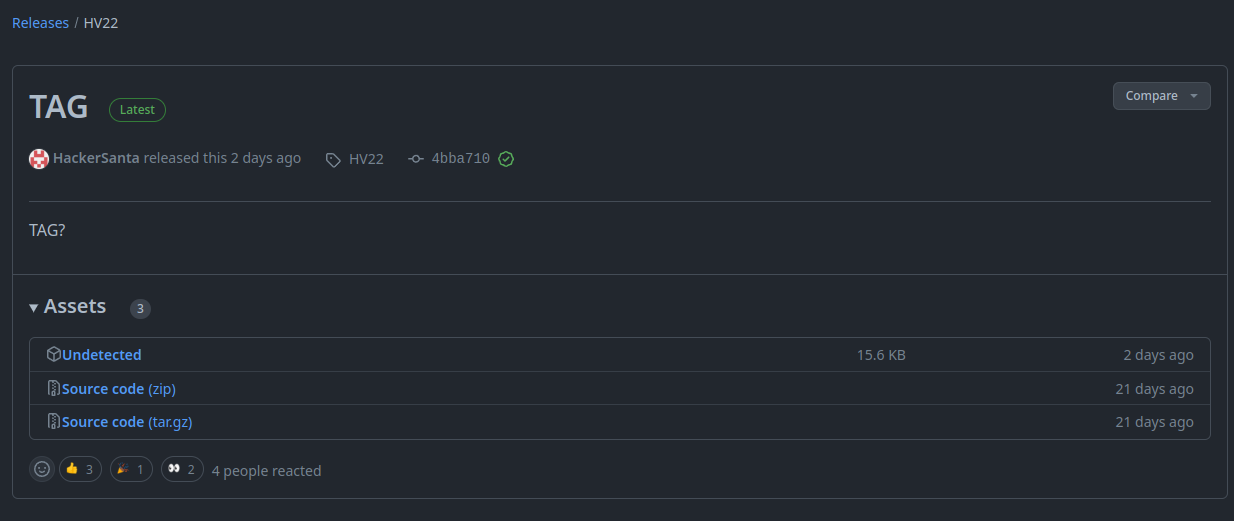 Releases / HV22
TAG Latest Compare
HackerSanta released this 2 days ago HV22 4bba710
TAG?
Assets 3
Undetected 15.6 KB 2 days ago
Source code (zip) 21 days ago
Source code (tar.gz) 21 days ago
👍 3 🎉 1 👀 2 4 people reacted